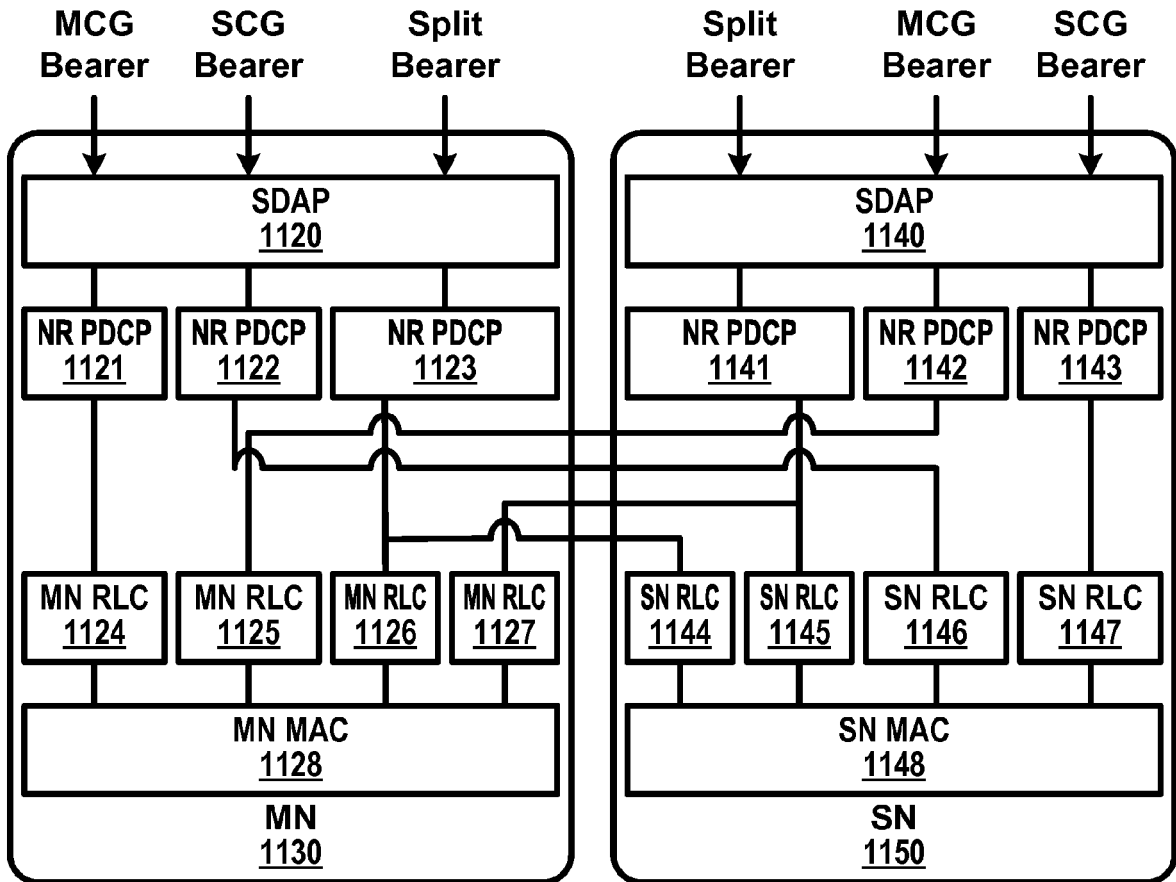 MCG Bearer
SCG Bearer
Split Bearer
Split Bearer
MCG Bearer
SCG Bearer
SDAP
1120
SDAP
1140
NR PDCP
1121
NR PDCP
1122
NR PDCP
1123
NR PDCP
1141
NR PDCP
1142
NR PDCP
1143
MN RLC
1124
MN RLC
1125
MN RLC
1126
MN RLC
1127
SN RLC
1144
SN RLC
1145
SN RLC
1146
SN RLC
1147
MN MAC
1128
SN MAC
1148
MN
1130
SN
1150